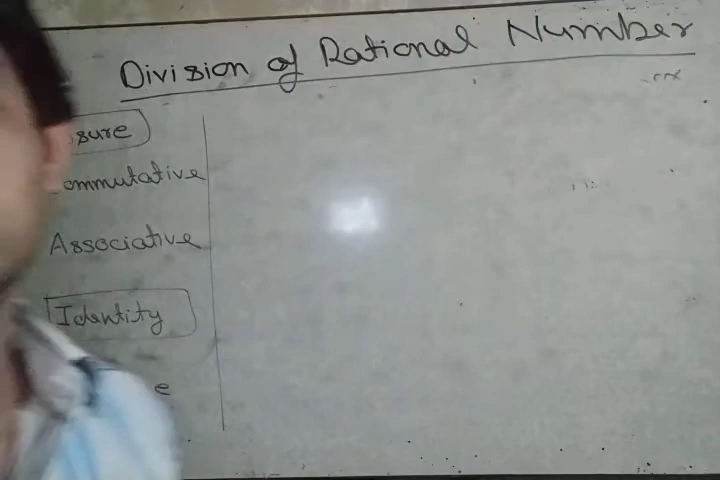 Division of Rational Number
sure
ommutative
Associative
Identity
e